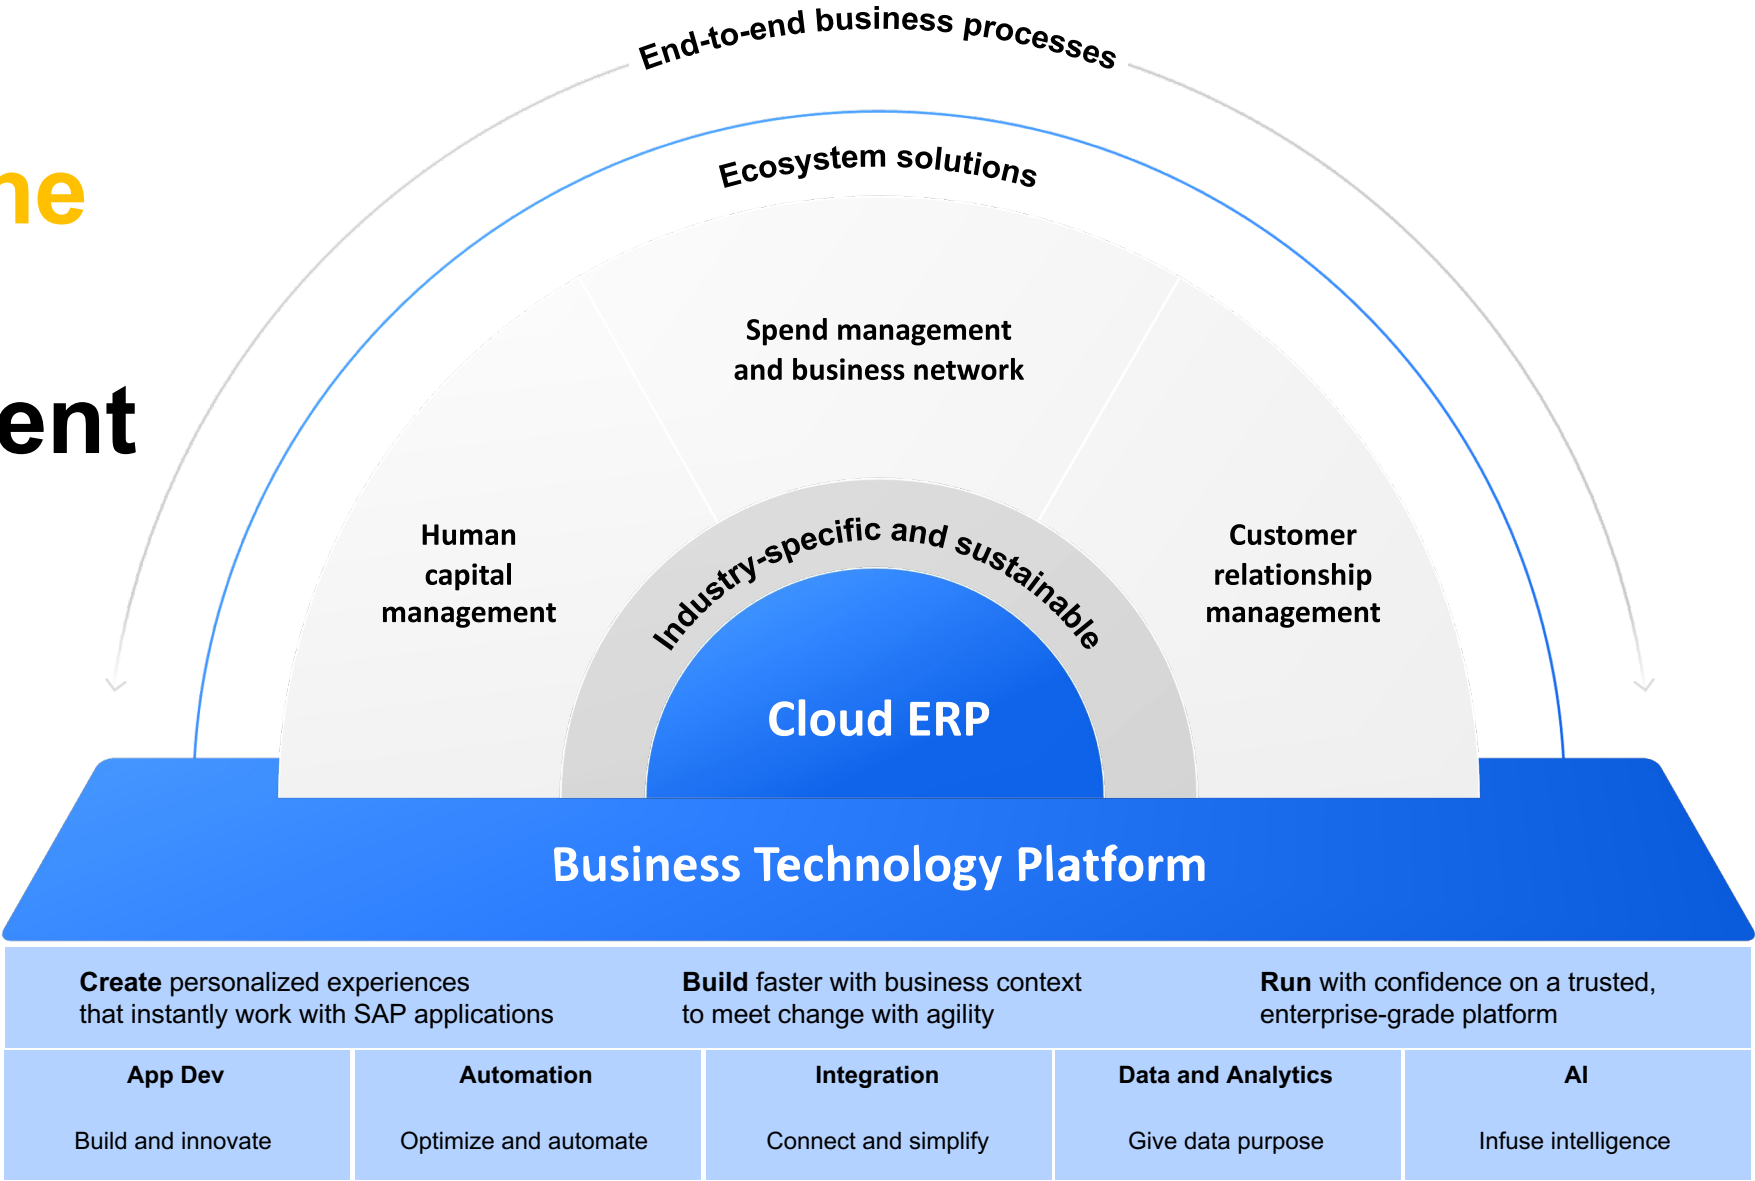 End-to-end business processes
Ecosystem solutions
Spend management
and business network
Human
capital
management
Industry-specific and sustainable
Customer
relationship
management
Cloud ERP
Business Technology Platform
Create personalized experiences
that instantly work with SAP applications
Build faster with business context
to meet change with agility
Run with confidence on a trusted,
enterprise-grade platform
App Dev
Build and innovate
Automation
Optimize and automate
Integration
Connect and simplify
Data and Analytics
Give data purpose
AI
Infuse intelligence